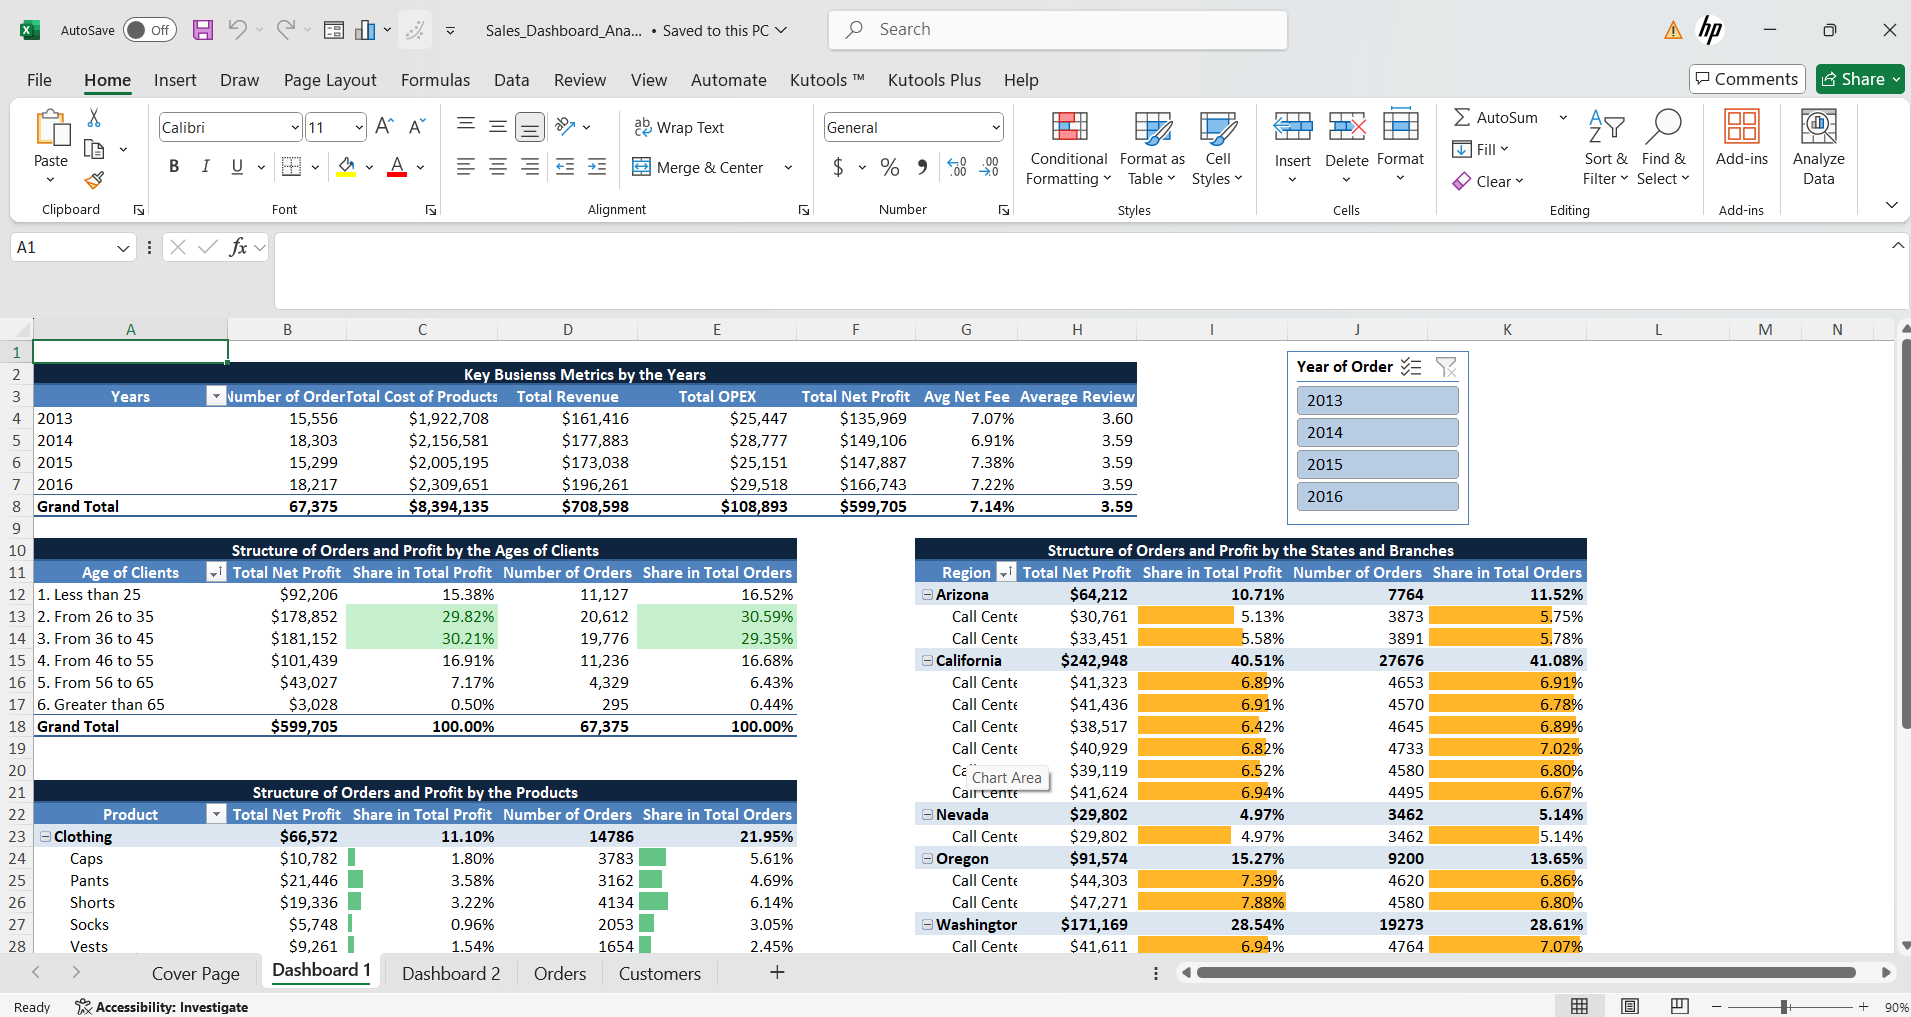 AutoSave Off Sales_Dashboard_Ana... • Saved to this PC Search hp
File Home Insert Draw Page Layout Formulas Data Review View Automate Kutools ™ Kutools Plus Help Comments Share
Paste Calibri 11 Wrap Text General Conditional Formatting Format as Table Cell Styles Insert Delete Format AutoSum Fill Clear Sort & Filter Find & Select Add-ins Analyze Data
B I U A Merge & Center $ % 9
Clipboard Font Alignment Number Styles Cells Editing Add-ins
A1 fx
A B C D E F G H I J K L M N
1 Year of Order
2 Key Busienss Metrics by the Years
3 Years Number of Order Total Cost of Products Total Revenue Total OPEX Total Net Profit Avg Net Fee Average Review 2013
4 2013 15,556 $1,922,708 $161,416 $25,447 $135,969 7.07% 3.60
5 2014 18,303 $2,156,581 $177,883 $28,777 $149,106 6.91% 3.59 2014
6 2015 15,299 $2,005,195 $173,038 $25,151 $147,887 7.38% 3.59 2015
7 2016 18,217 $2,309,651 $196,261 $29,518 $166,743 7.22% 3.59 2016
8 Grand Total 67,375 $8,394,135 $708,598 $108,893 $599,705 7.14% 3.59
9
10 Structure of Orders and Profit by the Ages of Clients Structure of Orders and Profit by the States and Branches
11 Age of Clients Total Net Profit Share in Total Profit Number of Orders Share in Total Orders Region Total Net Profit Share in Total Profit Number of Orders Share in Total Orders
12 1. Less than 25 $92,206 15.38% 11,127 16.52% Arizona $64,212 10.71% 7764 11.52%
13 2. From 26 to 35 $178,852 29.82% 20,612 30.59% Call Cente $30,761 5.13% 3873 5.75%
14 3. From 36 to 45 $181,152 30.21% 19,776 29.35% Call Cente $33,451 5.58% 3891 5.78%
15 4. From 46 to 55 $101,439 16.91% 11,236 16.68% California $242,948 40.51% 27676 41.08%
16 5. From 56 to 65 $43,027 7.17% 4,329 6.43% Call Cente $41,323 6.89% 4653 6.91%
17 6. Greater than 65 $3,028 0.50% 295 0.44% Call Cente $41,436 6.91% 4570 6.78%
18 Grand Total $599,705 100.00% 67,375 100.00% Call Cente $38,517 6.42% 4645 6.89%
19 Call Cente $40,929 6.82% 4733 7.02%
20 Ca Chart Area $39,119 6.52% 4580 6.80%
21 Structure of Orders and Profit by the Products Call Cente $41,624 6.94% 4495 6.67%
22 Product Total Net Profit Share in Total Profit Number of Orders Share in Total Orders Nevada $29,802 4.97% 3462 5.14%
23 Clothing $66,572 11.10% 14786 21.95% Call Cente $29,802 4.97% 3462 5.14%
24 Caps $10,782 1.80% 3783 5.61% Oregon $91,574 15.27% 9200 13.65%
25 Pants $21,446 3.58% 3162 4.69% Call Cente $44,303 7.39% 4620 6.86%
26 Shorts $19,336 3.22% 4134 6.14% Call Cente $47,271 7.88% 4580 6.80%
27 Socks $5,748 0.96% 2053 3.05% Washington $171,169 28.54% 19273 28.61%
28 Vests $9,261 1.54% 1654 2.45% Call Cente $41,611 6.94% 4764 7.07%
Cover Page Dashboard 1 Dashboard 2 Orders Customers
Ready Accessibility: Investigate 90%